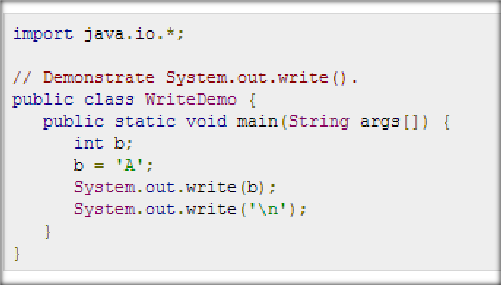 import java.io.*;

// Demonstrate System.out.write().
public class WriteDemo {
   public static void main(String args[]) {
      int b;
      b = 'A';
      System.out.write(b);
      System.out.write('\n');
   }
}